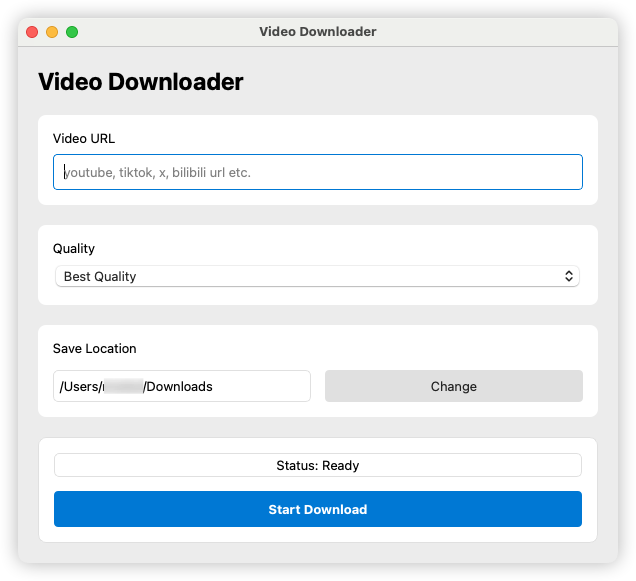 Video Downloader
Video Downloader
Video URL
youtube, tiktok, x, bilibili url etc.
Quality
Best Quality
Save Location
/Users/ /Downloads
Change
Status: Ready
Start Download